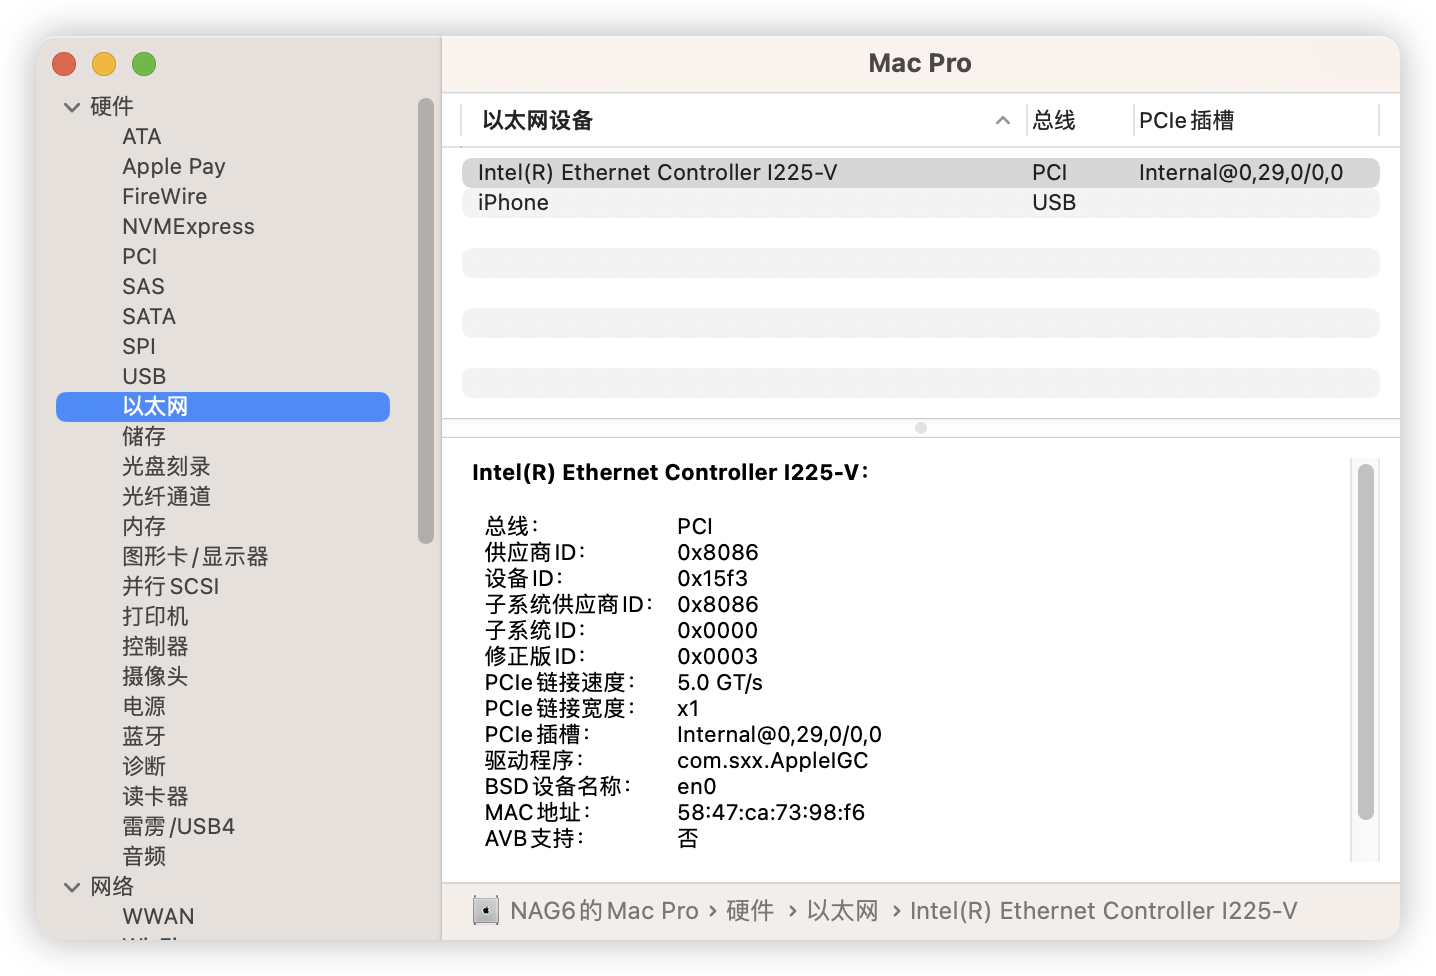 Mac Pro
硬件
ATA
Apple Pay
FireWire
NVMExpress
PCI
SAS
SATA
SPI
USB
以太网
储存
光盘刻录
光纤通道
内存
图形卡/显示器
并行SCSI
打印机
控制器
摄像头
电源
蓝牙
诊断
读卡器
雷雳/USB4
音频
网络
WWAN
以太网设备 总线 PCIe插槽
Intel(R) Ethernet Controller I225-V PCI Internal@0,29,0/0,0
iPhone USB
Intel(R) Ethernet Controller I225-V：
总线： PCI
供应商ID： 0x8086
设备ID： 0x15f3
子系统供应商ID： 0x8086
子系统ID： 0x0000
修正版ID： 0x0003
PCIe链接速度： 5.0 GT/s
PCIe链接宽度： x1
PCIe插槽： Internal@0,29,0/0,0
驱动程序： com.sxx.AppleIGC
BSD设备名称： en0
MAC地址： 58:47:ca:73:98:f6
AVB支持： 否
NAG6的Mac Pro › 硬件 › 以太网 › Intel(R) Ethernet Controller I225-V